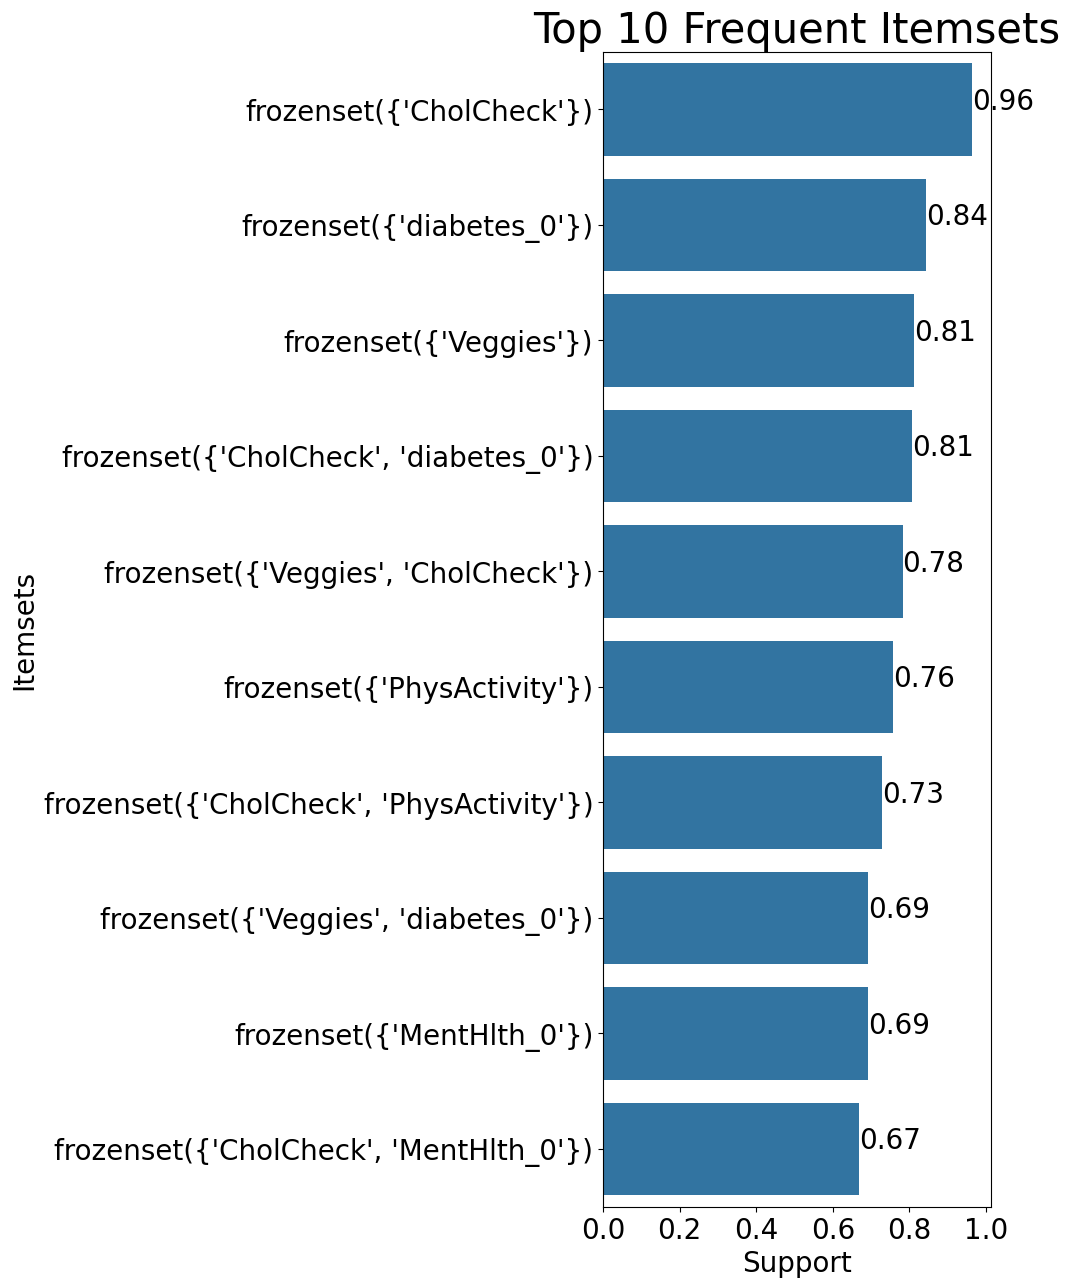 Top 10 Frequent Itemsets
frozenset({'CholCheck'})
0.96
frozenset({'diabetes_0'})
0.84
frozenset({'Veggies'})
0.81
frozenset({'CholCheck', 'diabetes_0'})
0.81
frozenset({'Veggies', 'CholCheck'})
0.78
frozenset({'PhysActivity'})
0.76
frozenset({'CholCheck', 'PhysActivity'})
0.73
frozenset({'Veggies', 'diabetes_0'})
0.69
frozenset({'MentHlth_0'})
0.69
frozenset({'CholCheck', 'MentHlth_0'})
0.67
Itemsets
0.0 0.2 0.4 0.6 0.8 1.0
Support